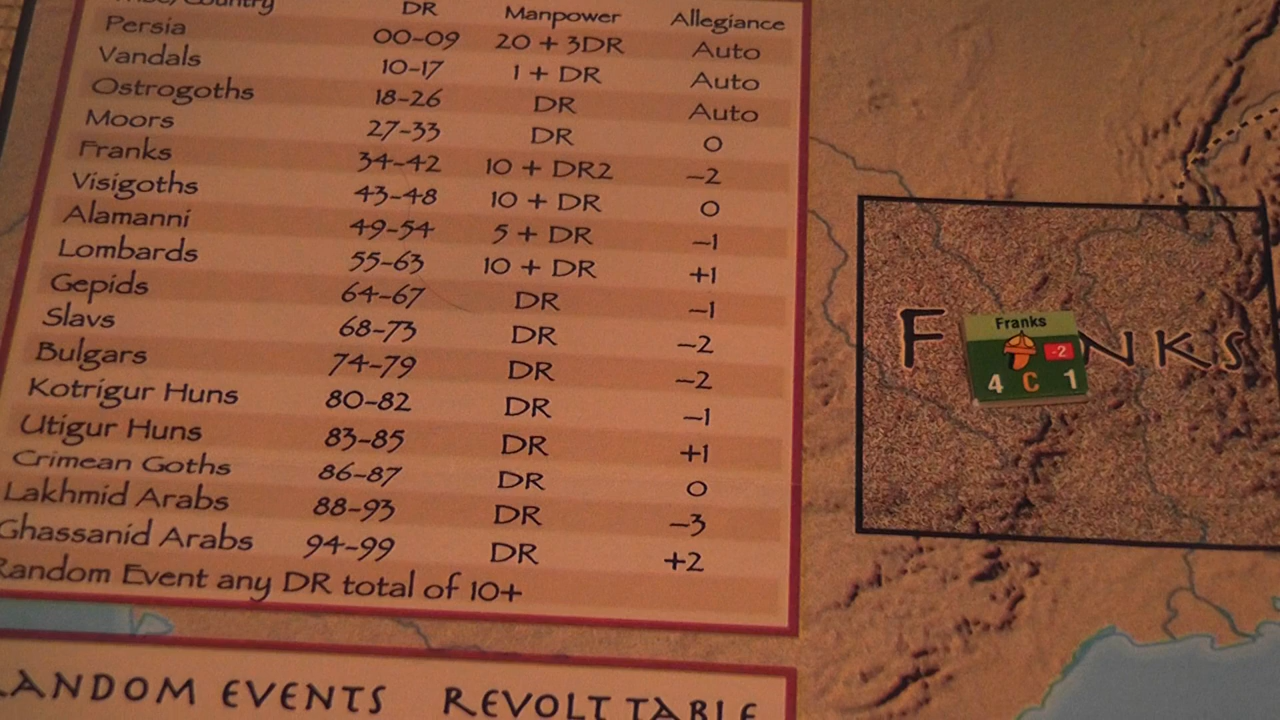 Country DR Manpower Allegiance
Persia 00-09 20 + 3DR Auto
Vandals 10-17 1 + DR Auto
Ostrogoths 18-26 DR Auto
Moors 27-33 DR 0
Franks 34-42 10 + DR2 -2
Visigoths 43-48 10 + DR 0
Alamanni 49-54 5 + DR -1
Lombards 55-63 10 + DR +1
Gepids 64-67 DR -1
Slavs 68-73 DR -2
Bulgars 74-79 DR -2
Kotrigur Huns 80-82 DR -1
Utigur Huns 83-85 DR +1
Crimean Goths 86-87 DR 0
Lakhmid Arabs 88-93 DR -3
Ghassanid Arabs 94-99 DR +2
Random Event any DR total of 10+
RANDOM EVENTS REVOLT TABLE
F NKS
Franks
-2
4 C 1